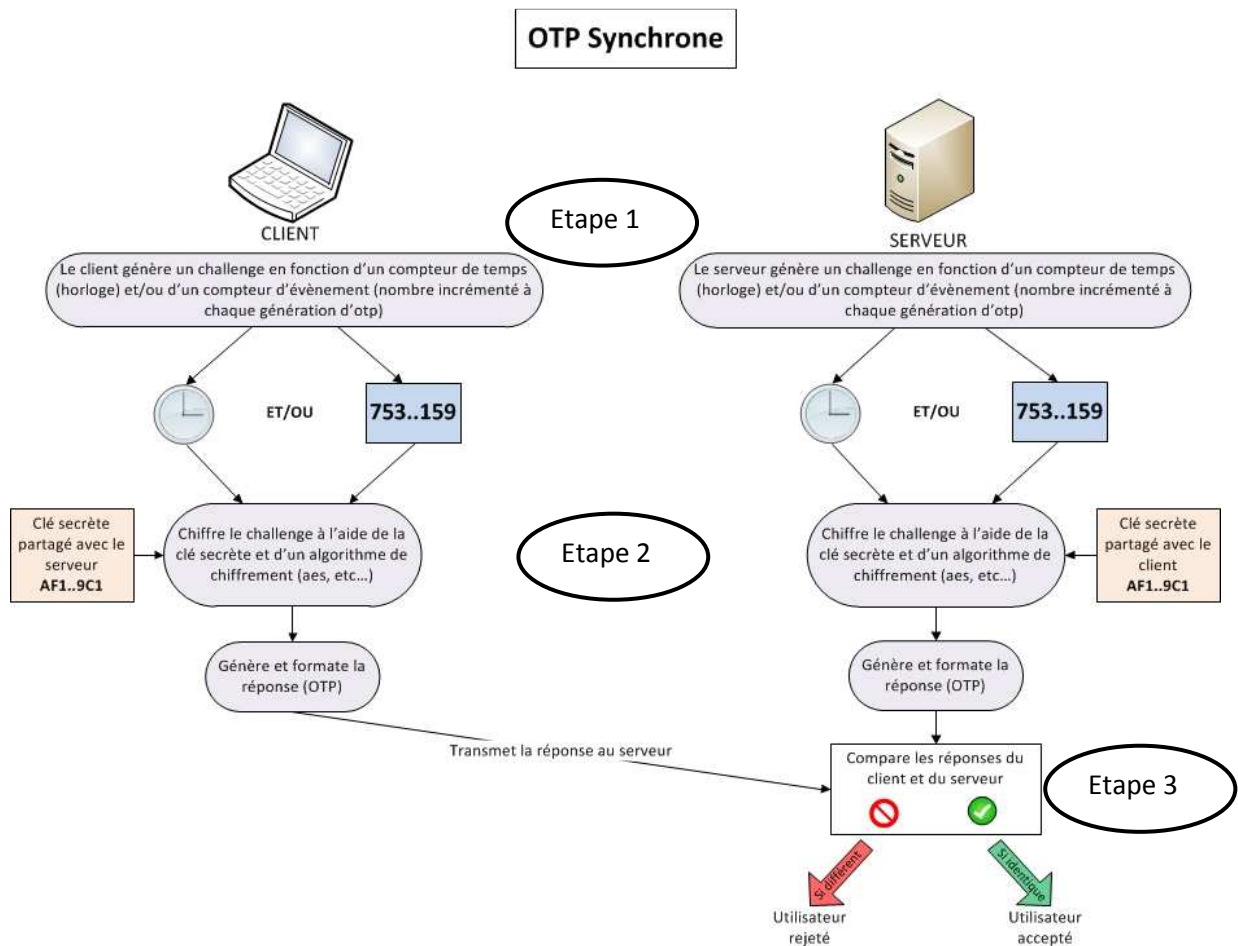 OTP Synchrone
CLIENT
Etape 1
SERVEUR
Le client génère un challenge en fonction d'un compteur de temps
(horloge) et/ou d'un compteur d'évènement (nombre incrémenté à
chaque génération d'otp)
Le serveur génère un challenge en fonction d'un compteur de temps
(horloge) et/ou d'un compteur d'évènement (nombre incrémenté à
chaque génération d'otp)
ET/OU
753..159
ET/OU
753..159
Clé secrète
partagé avec le
serveur
AF1..9C1
Chiffre le challenge à l'aide de la
clé secrète et d'un algorithme de
chiffrement (aes, etc...)
Etape 2
Chiffre le challenge à l'aide de la
clé secrète et d'un algorithme de
chiffrement (aes, etc...)
Clé secrète
partagé avec le
client
AF1..9C1
Génère et formate la
réponse (OTP)
Génère et formate la
réponse (OTP)
Transmet la réponse au serveur
Compare les réponses du
client et du serveur
Etape 3
Si différent
Si identique
Utilisateur
rejeté
Utilisateur
accepté